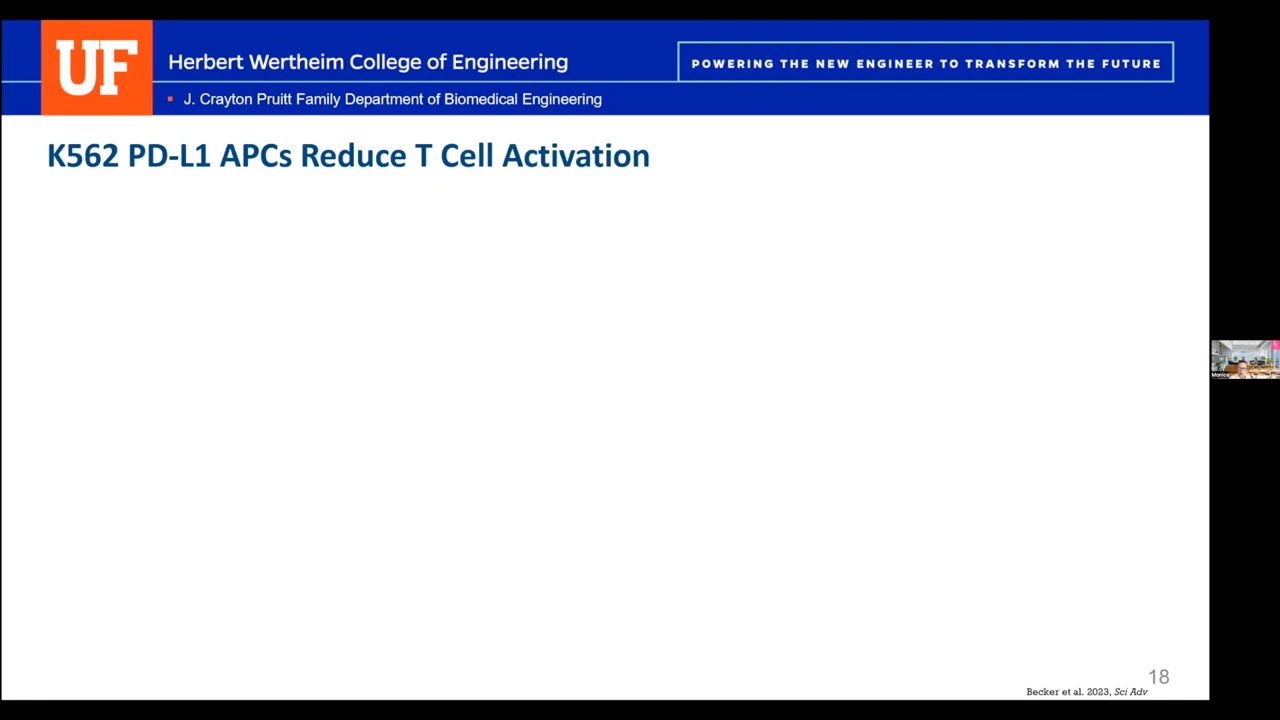 UF
Herbert Wertheim College of Engineering
POWERING THE NEW ENGINEER TO TRANSFORM THE FUTURE
▪ J. Crayton Pruitt Family Department of Biomedical Engineering
K562 PD-L1 APCs Reduce T Cell Activation
Monica
18
Becker et al. 2023, Sci Adv